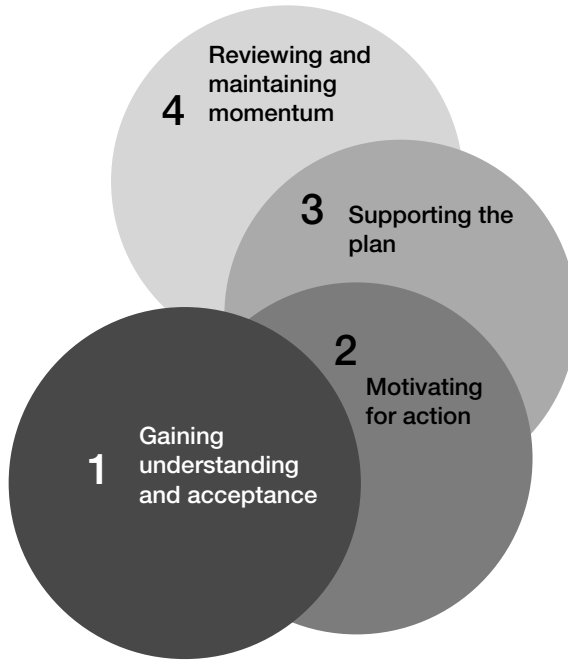 4
Reviewing and
maintaining
momentum
3
Supporting the
plan
2
Motivating
for action
1
Gaining
understanding
and acceptance